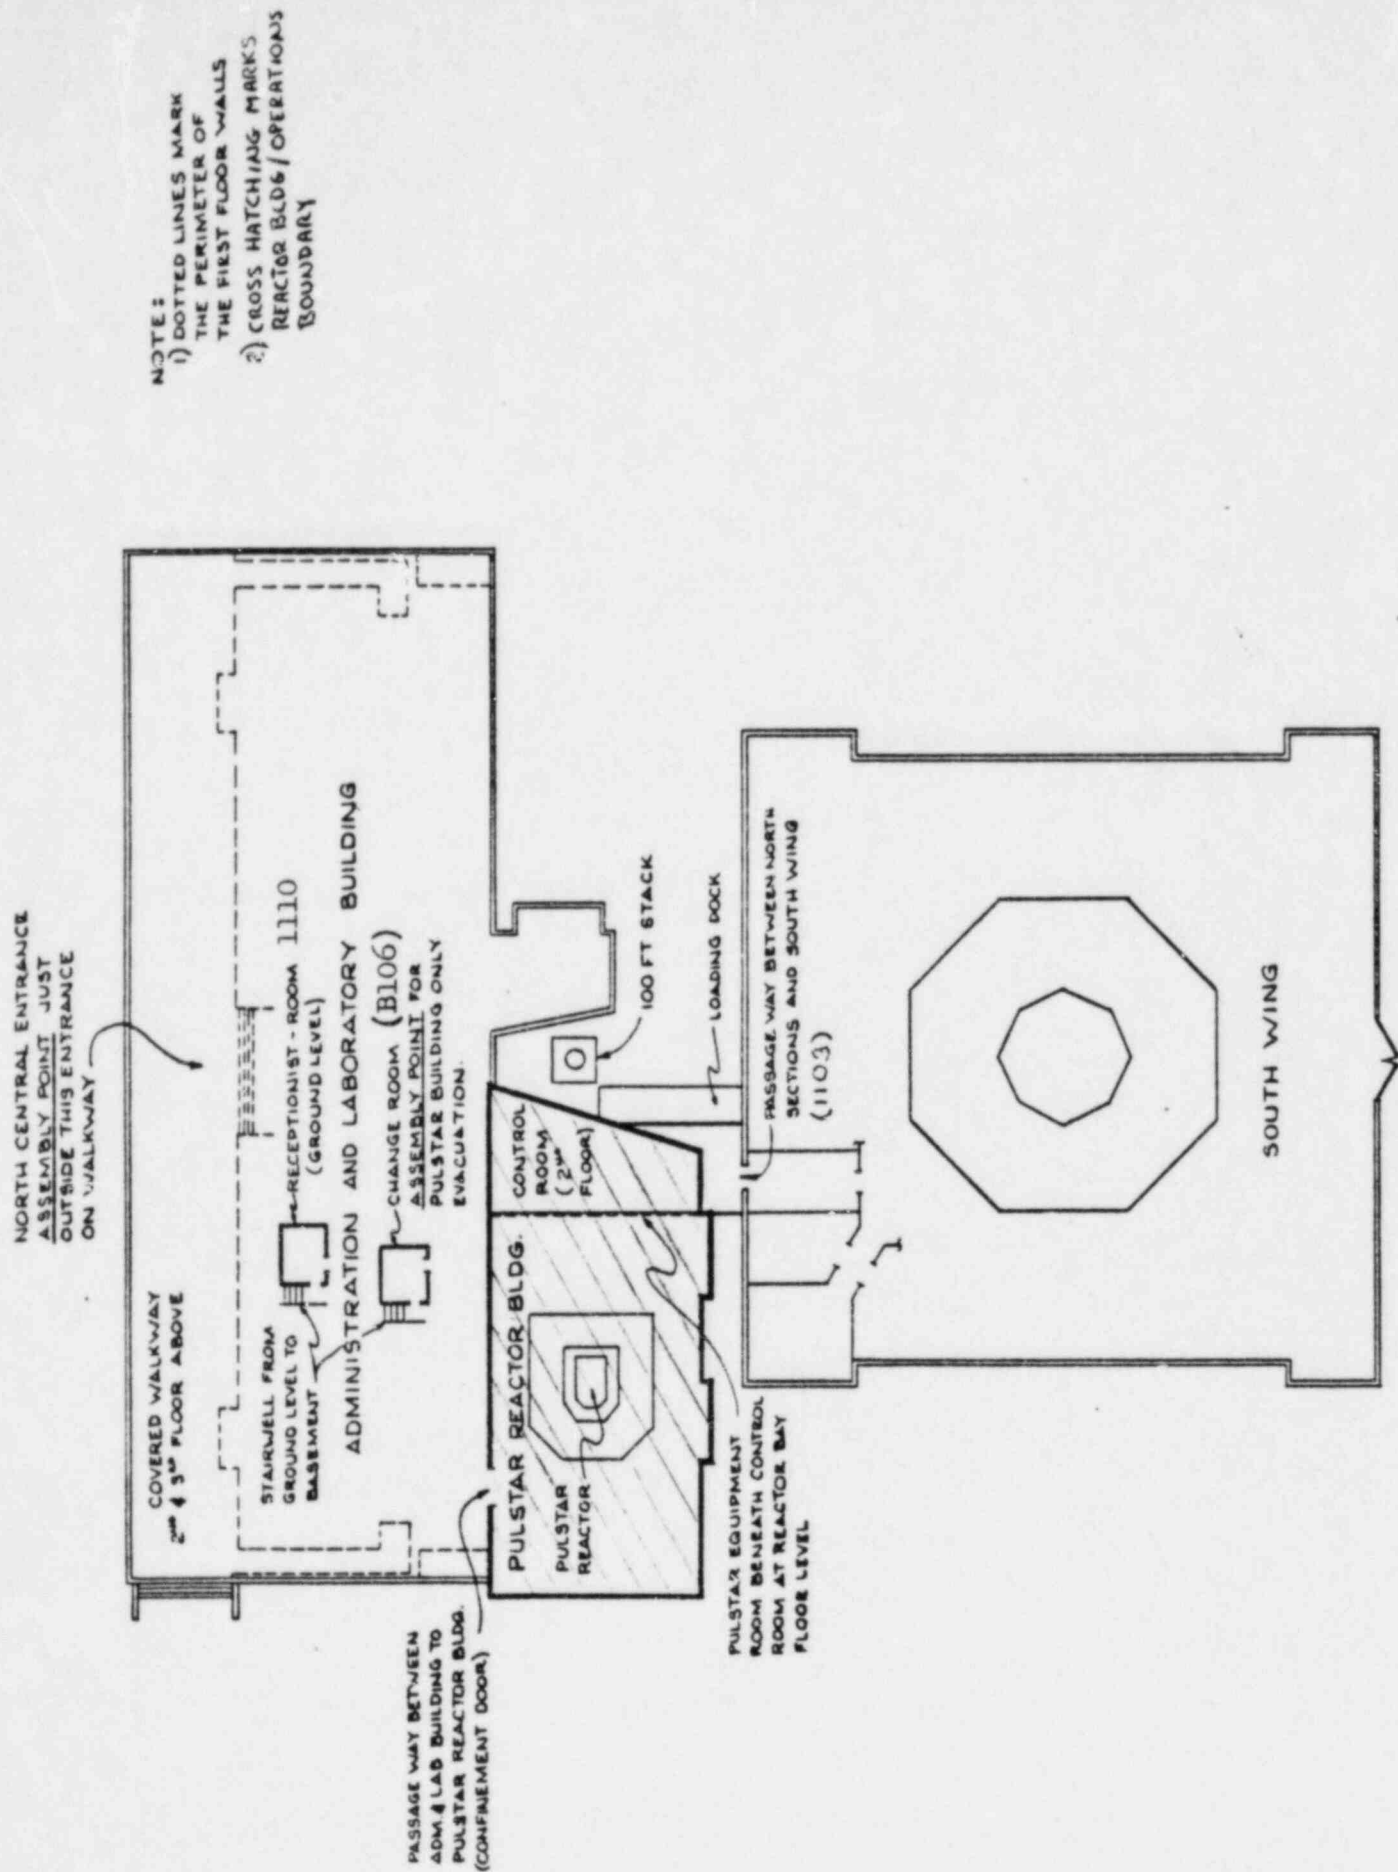 NOTE:
1) DOTTED LINES MARK
THE PERIMETER OF
THE FIRST FLOOR WALLS
2) CROSS HATCHING MARKS
REACTOR BLDG/OPERATIONS
BOUNDARY
NORTH CENTRAL ENTRANCE
ASSEMBLY POINT JUST
OUTSIDE THIS ENTRANCE
ON WALKWAY
COVERED WALKWAY
2ND & 3RD FLOOR ABOVE
STAIRWELL FROM
GROUND LEVEL TO
BASEMENT
RECEPTIONIST - ROOM 1110
(GROUND LEVEL)
ADMINISTRATION AND LABORATORY BUILDING
CHANGE ROOM (B106)
ASSEMBLY POINT FOR
PULSTAR BUILDING ONLY
EVACUATION.
PASSAGE WAY BETWEEN
ADM & LAB BUILDING TO
PULSTAR REACTOR BLDG.
(CONFINEMENT DOOR)
PULSTAR REACTOR BLDG.
PULSTAR
REACTOR
CONTROL
ROOM
(2ND
FLOOR)
100 FT STACK
LOADING DOCK
PULSTAR EQUIPMENT
ROOM BENEATH CONTROL
ROOM AT REACTOR BAY
FLOOR LEVEL
PASSAGE WAY BETWEEN NORTH
SECTIONS AND SOUTH WING
(1103)
SOUTH WING